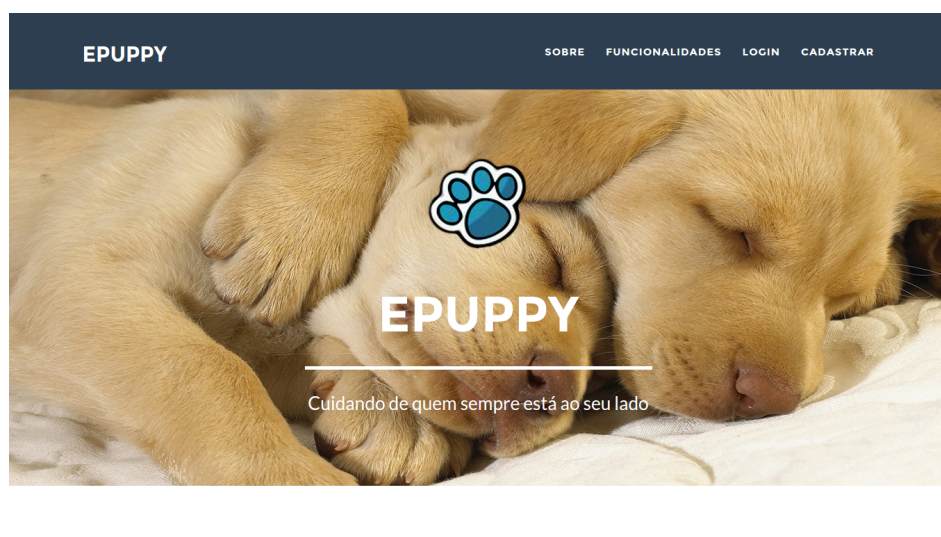 EPUPPY
SOBRE FUNCIONALIDADES LOGIN CADASTRAR
EPUPPY
Cuidando de quem sempre está ao seu lado